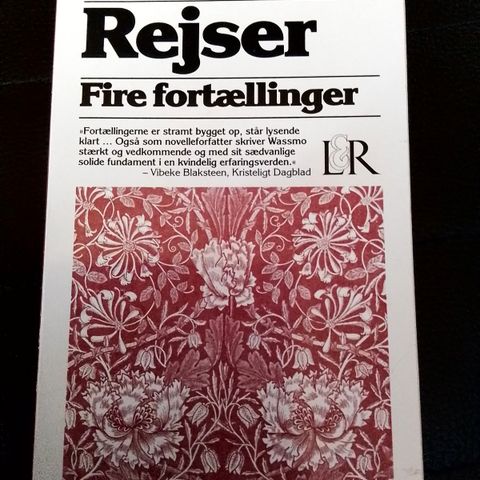 Rejser
Fire fortællinger
»Fortællingerne er stramt bygget op, står lysende
klart ... Også som novelleforfatter skriver Wassmo
stærkt og vedkommende og med sit sædvanlige
solide fundament i en kvindelig erfaringsverden.«
– Vibeke Blaksteen, Kristeligt Dagblad
L&R